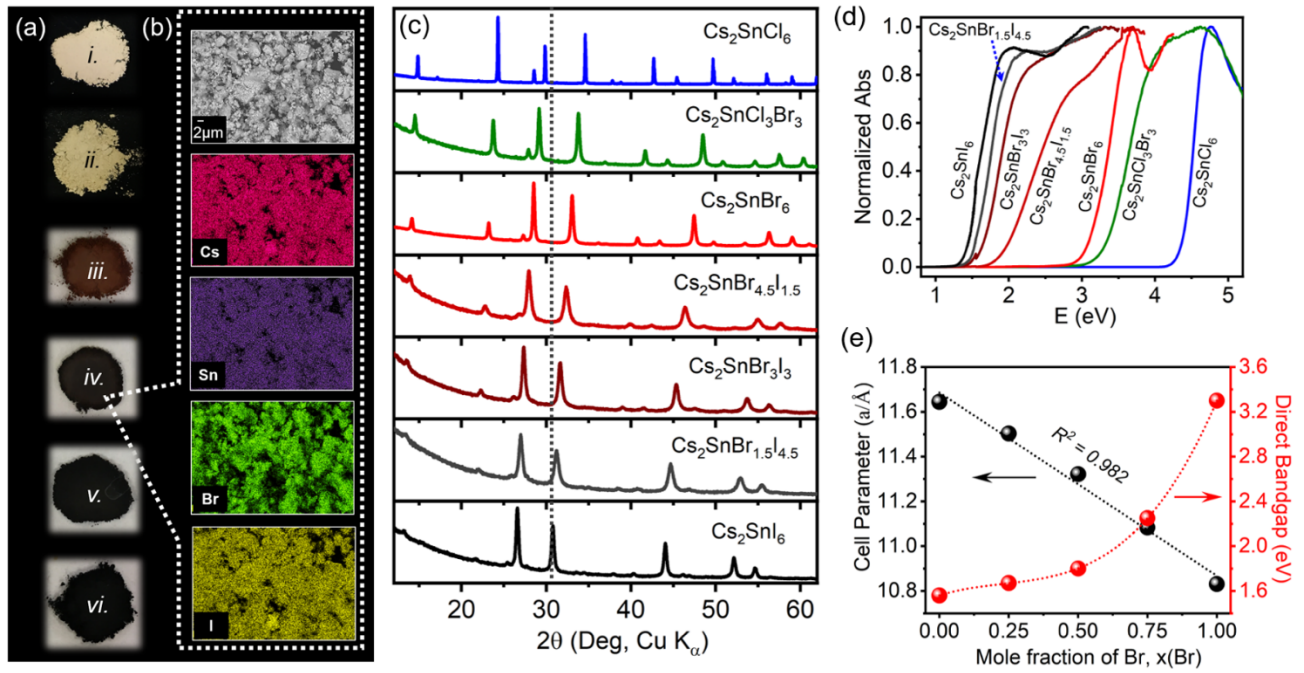 (a)
i.
ii.
iii.
iv.
v.
vi.
(b)
2μm
Cs
Sn
Br
I
(c)
Cs₂SnCl₆
Cs₂SnCl₃Br₃
Cs₂SnBr₆
Cs₂SnBr₄.₅I₁.₅
Cs₂SnBr₃I₃
Cs₂SnBr₁.₅I₄.₅
Cs₂SnI₆
20 30 40 50 60
2θ (Deg, Cu Kα)
(d)
1.0
0.8
0.6
0.4
0.2
0.0
Normalized Abs
Cs₂SnBr₁.₅I₄.₅
Cs₂SnI₆
Cs₂SnBr₃I₃
Cs₂SnBr₄.₅I₁.₅
Cs₂SnBr₆
Cs₂SnCl₃Br₃
Cs₂SnCl₆
1 2 3 4 5
E (eV)
(e)
11.8
11.6
11.4
11.2
11.0
10.8
Cell Parameter (a/Å)
R² = 0.982
3.6
3.2
2.8
2.4
2.0
1.6
Direct Bandgap
(eV)
0.00 0.25 0.50 0.75 1.00
Mole fraction of Br, x(Br)